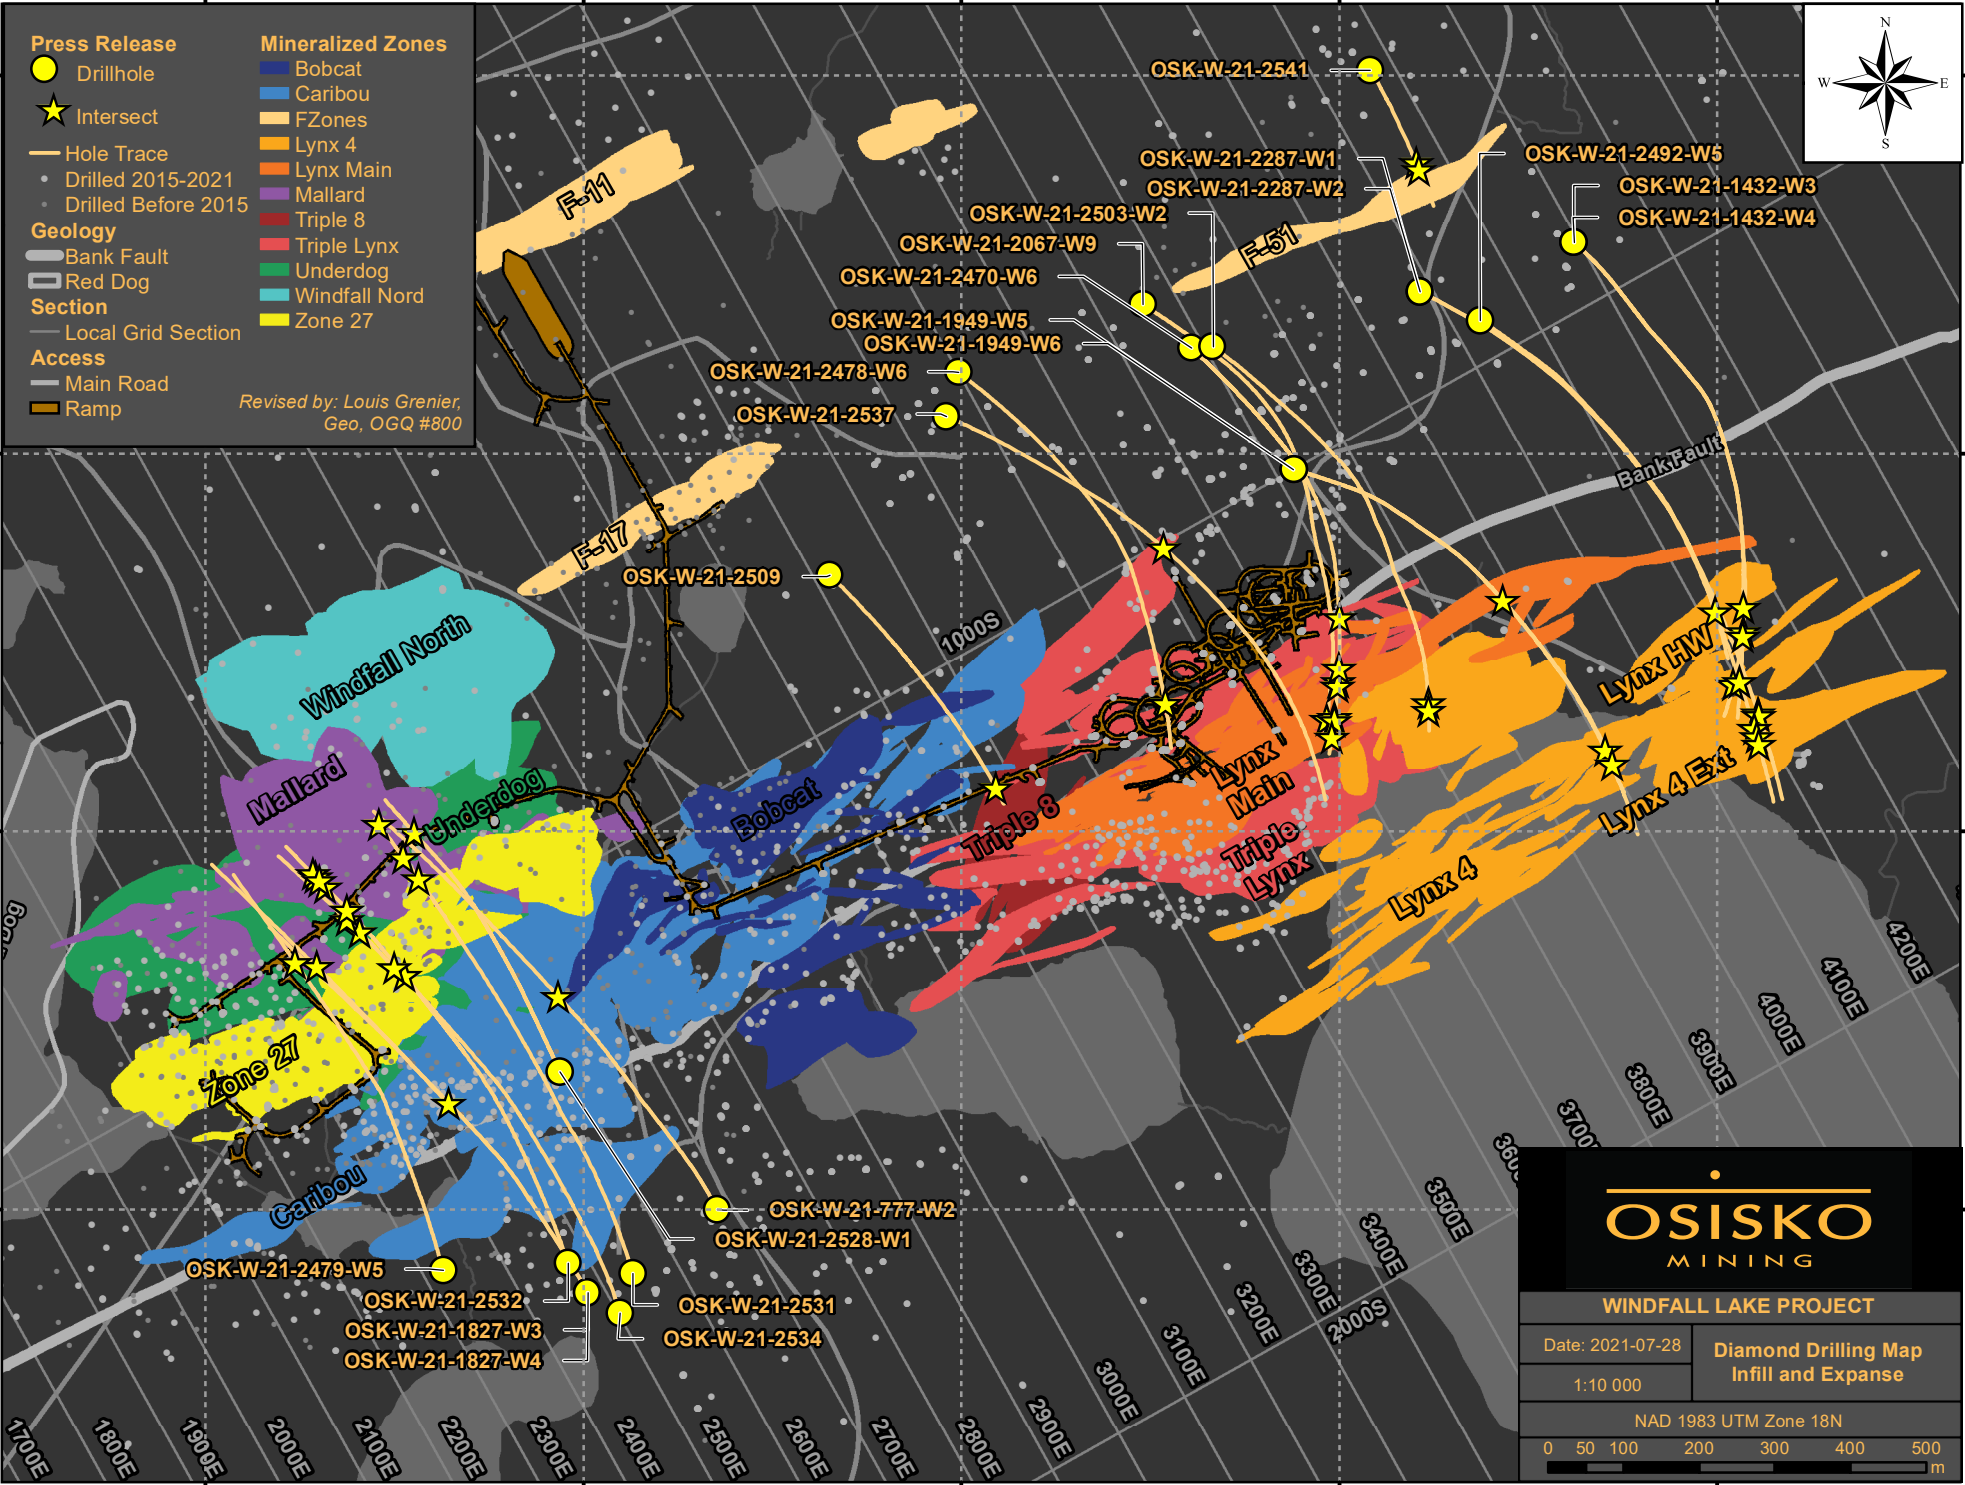 Press Release
Drillhole
Intersect
Hole Trace
Drilled 2015-2021
Drilled Before 2015
Geology
Bank Fault
Red Dog
Section
Local Grid Section
Access
Main Road
Ramp
Mineralized Zones
Bobcat
Caribou
FZones
Lynx 4
Lynx Main
Mallard
Triple 8
Triple Lynx
Underdog
Windfall Nord
Zone 27
Revised by: Louis Grenier,
Geo, OGQ #800
N
W
E
S
OSK-W-21-2541
OSK-W-21-2287-W1
OSK-W-21-2287-W2
OSK-W-21-2492-W5
OSK-W-21-1432-W3
OSK-W-21-1432-W4
OSK-W-21-2503-W2
OSK-W-21-2067-W9
OSK-W-21-2470-W6
OSK-W-21-1949-W5
OSK-W-21-1949-W6
OSK-W-21-2478-W6
OSK-W-21-2537
OSK-W-21-2509
F-11
F-51
F-17
Bank Fault
1000S
Windfall North
Mallard
Underdog
Bobcat
Triple 8
Lynx
Main
Triple
Lynx
Lynx HW
Lynx 4 Ext
Lynx 4
Zone 27
Caribou
OSK-W-21-777-W2
OSK-W-21-2528-W1
OSK-W-21-2479-W5
OSK-W-21-2532
OSK-W-21-1827-W3
OSK-W-21-1827-W4
OSK-W-21-2531
OSK-W-21-2534
4200E
4100E
4000E
3900E
3800E
3500E
3400E
3300E
3200E
3100E
3000E
2900E
2800E
2700E
2600E
2500E
2400E
2300E
2200E
2100E
2000E
1900E
1800E
1700E
2000S
OSISKO
MINING
WINDFALL LAKE PROJECT
Date: 2021-07-28
1:10 000
Diamond Drilling Map
Infill and Expanse
NAD 1983 UTM Zone 18N
0 50 100 200 300 400 500
m